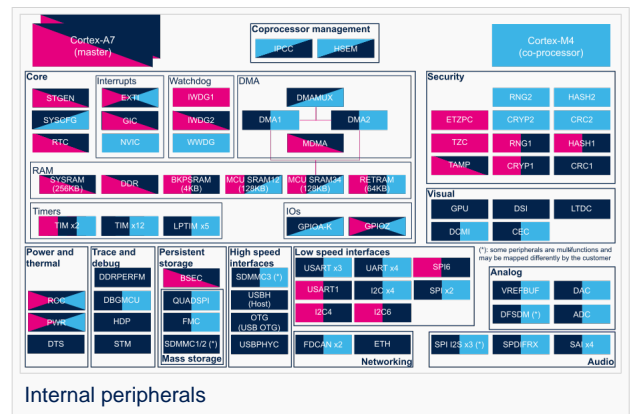 Cortex-A7
(master)
Coprocessor management
IPCC
HSEM
Cortex-M4
(co-processor)
Core
STGEN
SYSCFG
RTC
Interrupts
EXTI
GIC
NVIC
Watchdog
IWDG1
IWDG2
WWDG
DMA
DMAMUX
DMA1
DMA2
MDMA
Security
RNG2
HASH2
ETZPC
CRYP2
CRC2
TZC
RNG1
HASH1
TAMP
CRYP1
CRC1
RAM
SYSRAM
(256KB)
DDR
BKPSRAM
(4KB)
MCU SRAM12
(128KB)
MCU SRAM34
(128KB)
RETRAM
(64KB)
Visual
GPU
DSI
LTDC
DCMI
CEC
Timers
TIM x2
TIM x12
LPTIM x5
IOs
GPIOA-K
GPIOZ
(*): some peripherals are multifunctions and
may be mapped differently by the customer
Power and
thermal
RCC
PWR
DTS
Trace and
debug
DDRPERFM
DBGMCU
HDP
STM
Persistent
storage
BSEC
QUADSPI
FMC
SDMMC1/2 (*)
Mass storage
High speed
interfaces
SDMMC3 (*)
USBH
(Host)
OTG
(USB OTG)
USBPHYC
Low speed interfaces
USART x3
UART x4
SPI6
USART1
I2C x4
SPI x2
I2C4
I2C6
FDCAN x2
ETH
Networking
Analog
VREFBUF
DAC
DFSDM (*)
ADC
SPI I2S x3 (*)
SPDIFRX
SAI x4
Audio
Internal peripherals